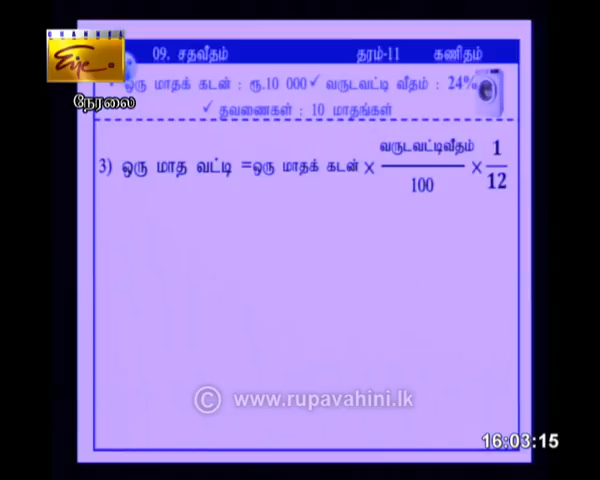 CHANNEL
Eye
நேரலை
09. சதவீதம் தரம்-11 கணிதம்
ஒரு மாதக் கடன் : ரூ.10 000 ✓ வருடவட்டி வீதம் : 24%
✓ தவணைகள் : 10 மாதங்கள்
3) ஒரு மாத வட்டி =ஒரு மாதக் கடன் × வருடவட்டிவீதம்/100 × 1/12
© www.rupavahini.lk
16:03:15